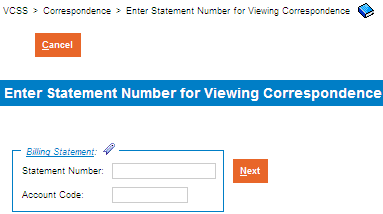 VCSS > Correspondence > Enter Statement Number for Viewing Correspondence
Cancel
Enter Statement Number for Viewing Correspondence
Billing Statement:
Statement Number:
Next
Account Code: